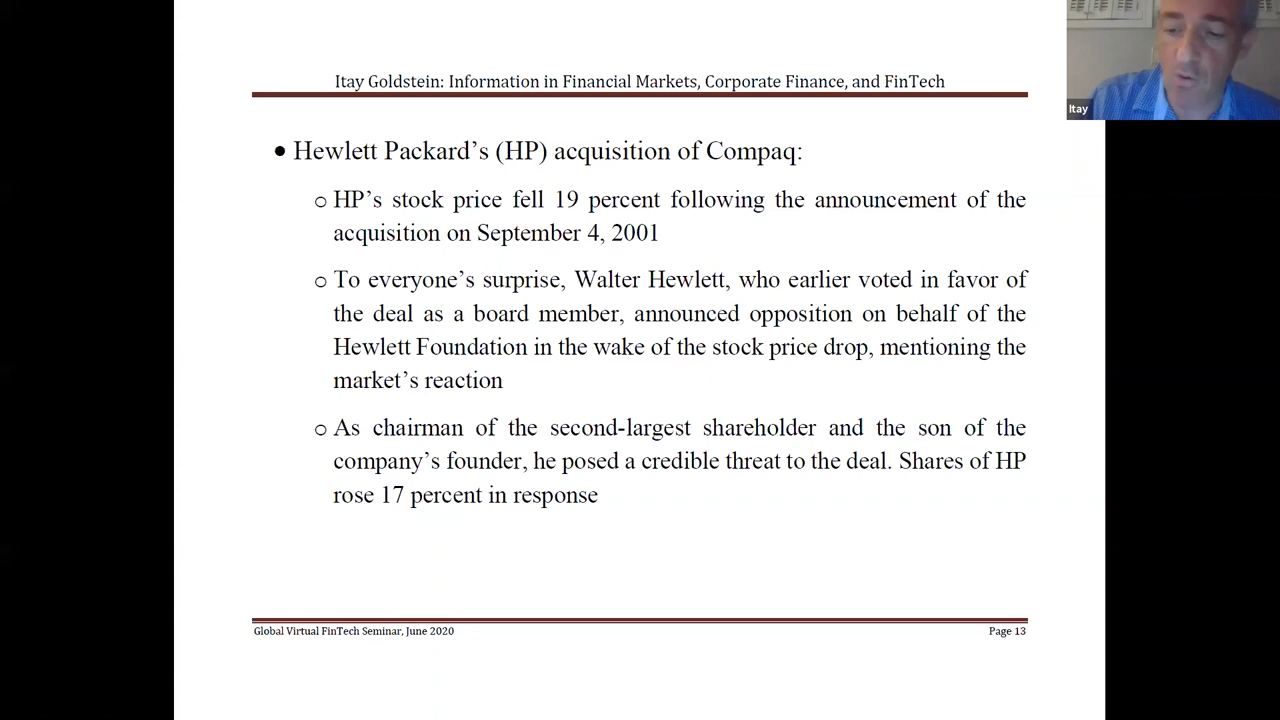 Itay Goldstein: Information in Financial Markets, Corporate Finance, and FinTech
Itay
• Hewlett Packard’s (HP) acquisition of Compaq:
o HP’s stock price fell 19 percent following the announcement of the
acquisition on September 4, 2001
o To everyone’s surprise, Walter Hewlett, who earlier voted in favor of
the deal as a board member, announced opposition on behalf of the
Hewlett Foundation in the wake of the stock price drop, mentioning the
market’s reaction
o As chairman of the second-largest shareholder and the son of the
company’s founder, he posed a credible threat to the deal. Shares of HP
rose 17 percent in response
Global Virtual FinTech Seminar, June 2020
Page 13